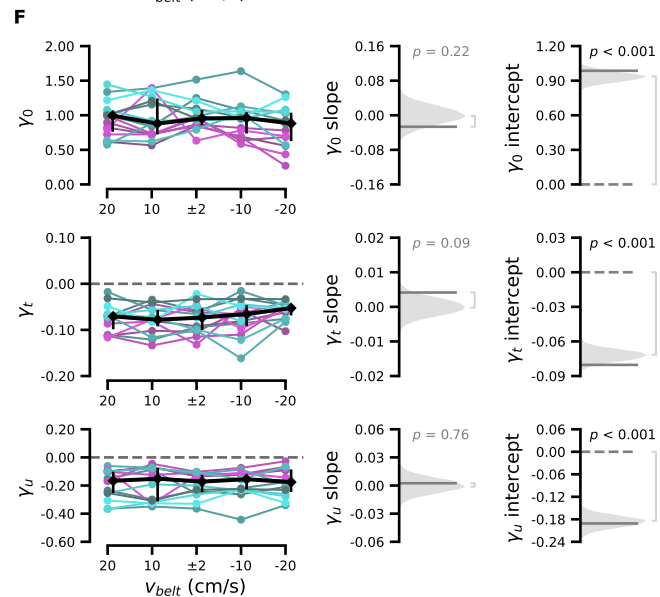 v_belt (cm/s)
F
2.00
1.50
1.00
0.50
0.00
γ0
20 10 ±2 -10 -20
0.16
0.08
0.00
-0.08
-0.16
γ0 slope
p = 0.22
1.20
0.90
0.60
0.30
0.00
γ0 intercept
p < 0.001
0.10
0.00
-0.10
-0.20
γt
20 10 ±2 -10 -20
0.02
0.01
0.00
-0.01
-0.02
γt slope
p = 0.09
0.03
0.00
-0.03
-0.06
-0.09
γt intercept
p < 0.001
0.20
0.00
-0.20
-0.40
-0.60
γu
20 10 ±2 -10 -20
v_belt (cm/s)
0.06
0.03
0.00
-0.03
-0.06
γu slope
p = 0.76
0.06
0.00
-0.06
-0.12
-0.18
-0.24
γu intercept
p < 0.001